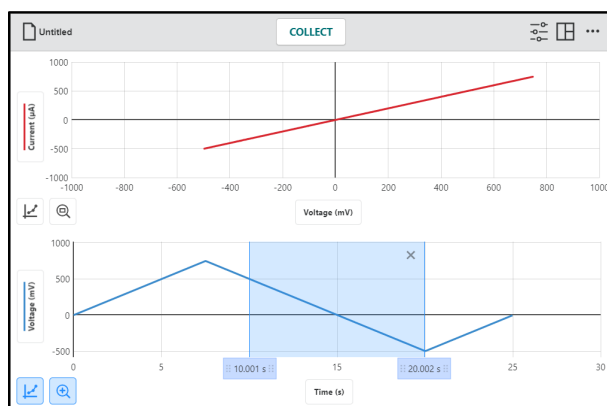 Untitled
COLLECT
1000
500
0
-500
-1000
Current (µA)
-1000 -800 -600 -400 -200 0 200 400 600 800 1000
Voltage (mV)
1000
500
0
-500
Voltage (mV)
0 5 15 25 30
10.001 s 20.002 s
Time (s)